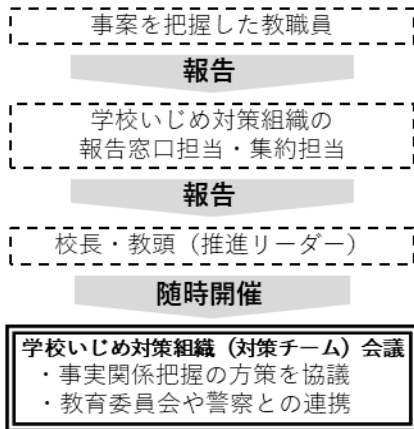 事案を把握した教職員
報告
学校いじめ対策組織の
報告窓口担当・集約担当
報告
校長・教頭（推進リーダー）
随時開催
学校いじめ対策組織（対策チーム）会議
・事実関係把握の方策を協議
・教育委員会や警察との連携